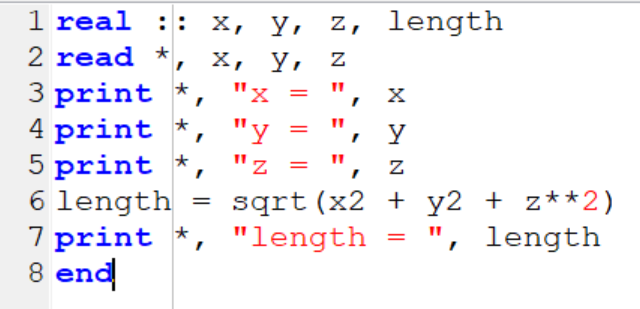 1 real :: x, y, z, length
2 read *, x, y, z
3 print *, "x = ", x
4 print *, "y = ", y
5 print *, "z = ", z
6 length = sqrt(x2 + y2 + z**2)
7 print *, "length = ", length
8 end